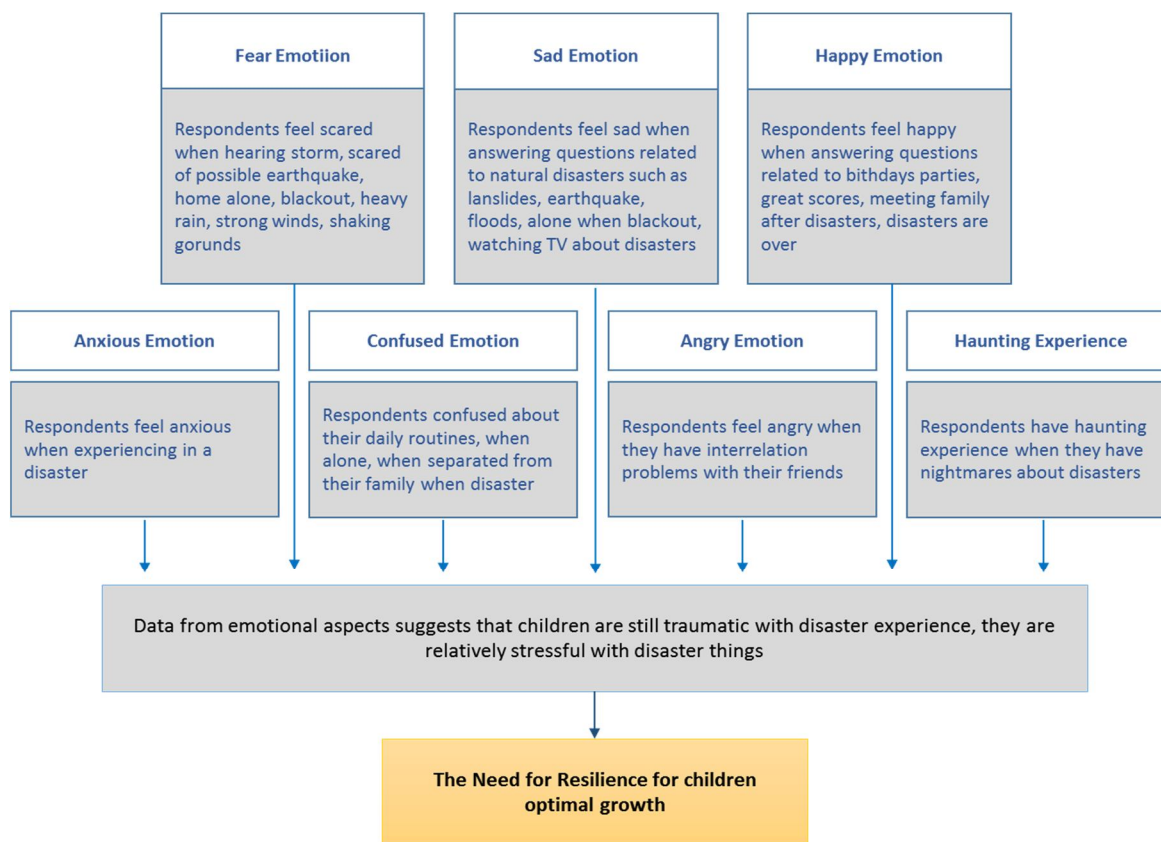 Fear Emotiion
Respondents feel scared
when hearing storm, scared
of possible earthquake,
home alone, blackout, heavy
rain, strong winds, shaking
gorunds
Sad Emotion
Respondents feel sad when
answering questions related
to natural disasters such as
lanslides, earthquake,
floods, alone when blackout,
watching TV about disasters
Happy Emotion
Respondents feel happy
when answering questions
related to bithdays parties,
great scores, meeting family
after disasters, disasters are
over
Anxious Emotion
Respondents feel anxious
when experiencing in a
disaster
Confused Emotion
Respondents confused about
their daily routines, when
alone, when separated from
their family when disaster
Angry Emotion
Respondents feel angry when
they have interrelation
problems with their friends
Haunting Experience
Respondents have haunting
experience when they have
nightmares about disasters
Data from emotional aspects suggests that children are still traumatic with disaster experience, they are
relatively stressful with disaster things
The Need for Resilience for children
optimal growth